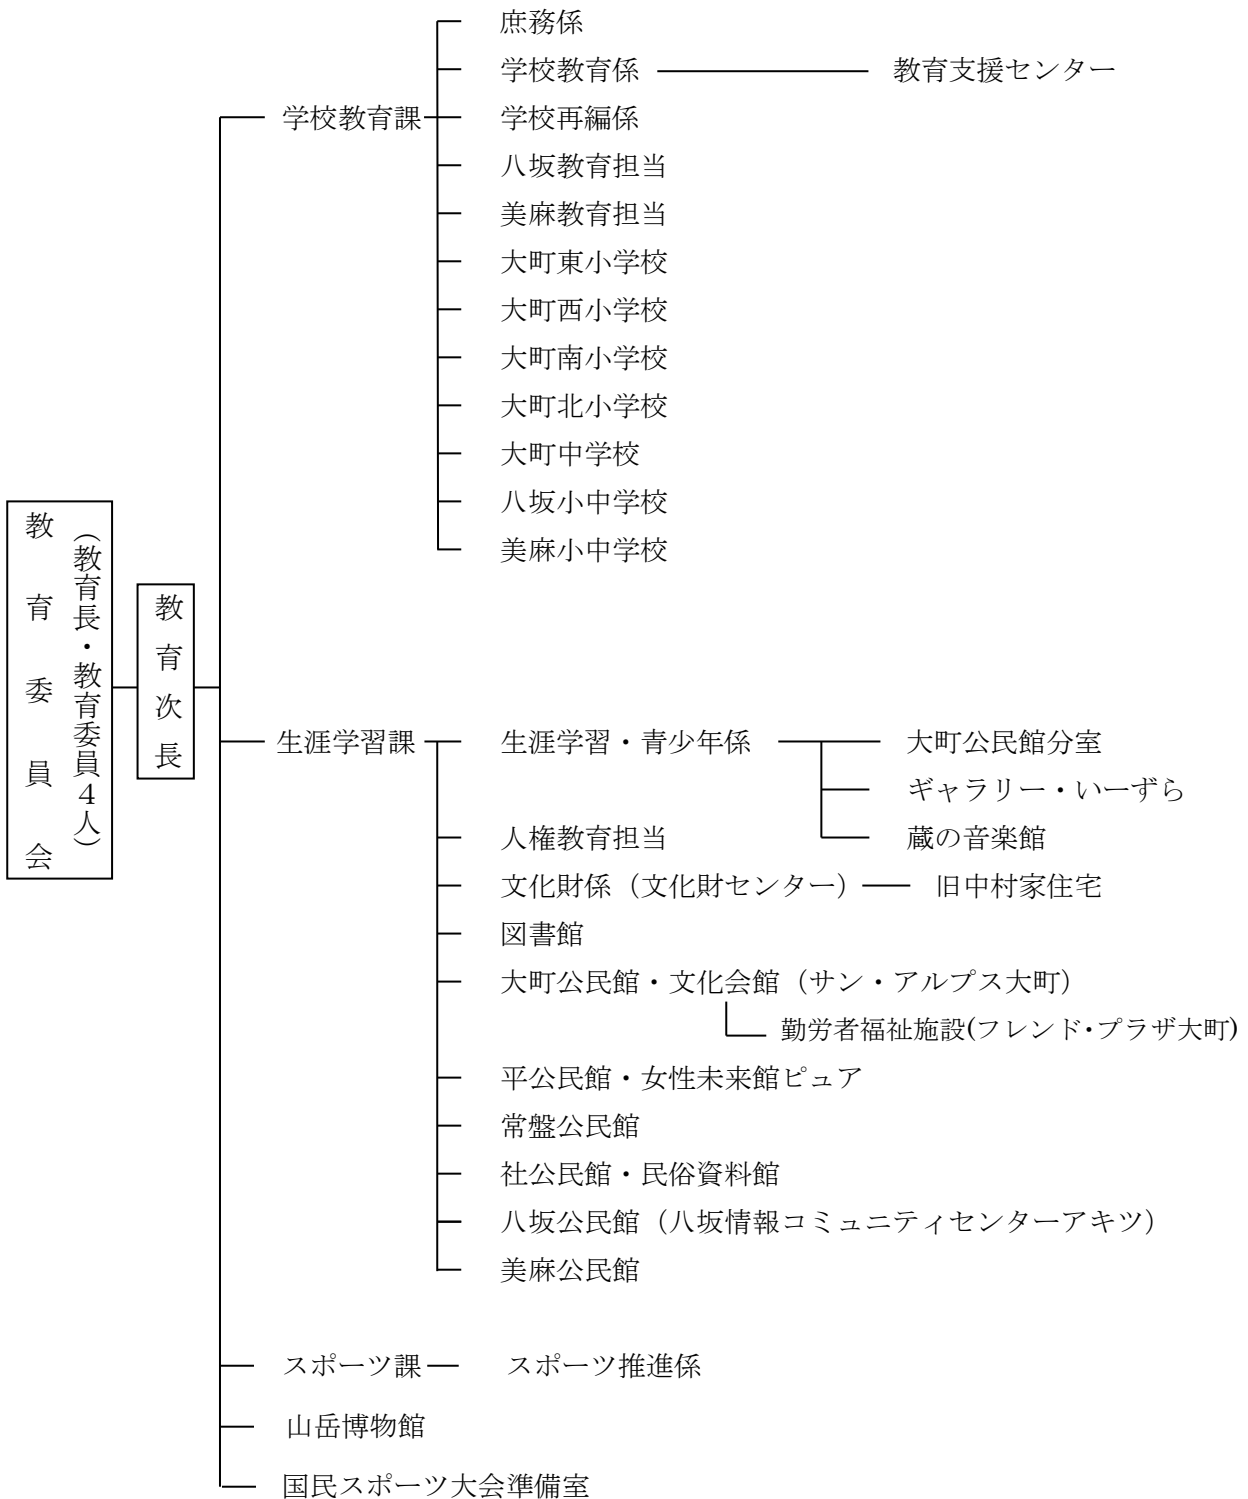 教育委員会
（教育長・教育委員４人）
教育次長
学校教育課
庶務係
学校教育係
教育支援センター
学校再編係
八坂教育担当
美麻教育担当
大町東小学校
大町西小学校
大町南小学校
大町北小学校
大町中学校
八坂小中学校
美麻小中学校
生涯学習課
生涯学習・青少年係
大町公民館分室
ギャラリー・いーずら
蔵の音楽館
人権教育担当
文化財係（文化財センター）
旧中村家住宅
図書館
大町公民館・文化会館（サン・アルプス大町）
勤労者福祉施設(フレンド・プラザ大町)
平公民館・女性未来館ピュア
常盤公民館
社公民館・民俗資料館
八坂公民館（八坂情報コミュニティセンターアキツ）
美麻公民館
スポーツ課
スポーツ推進係
山岳博物館
国民スポーツ大会準備室